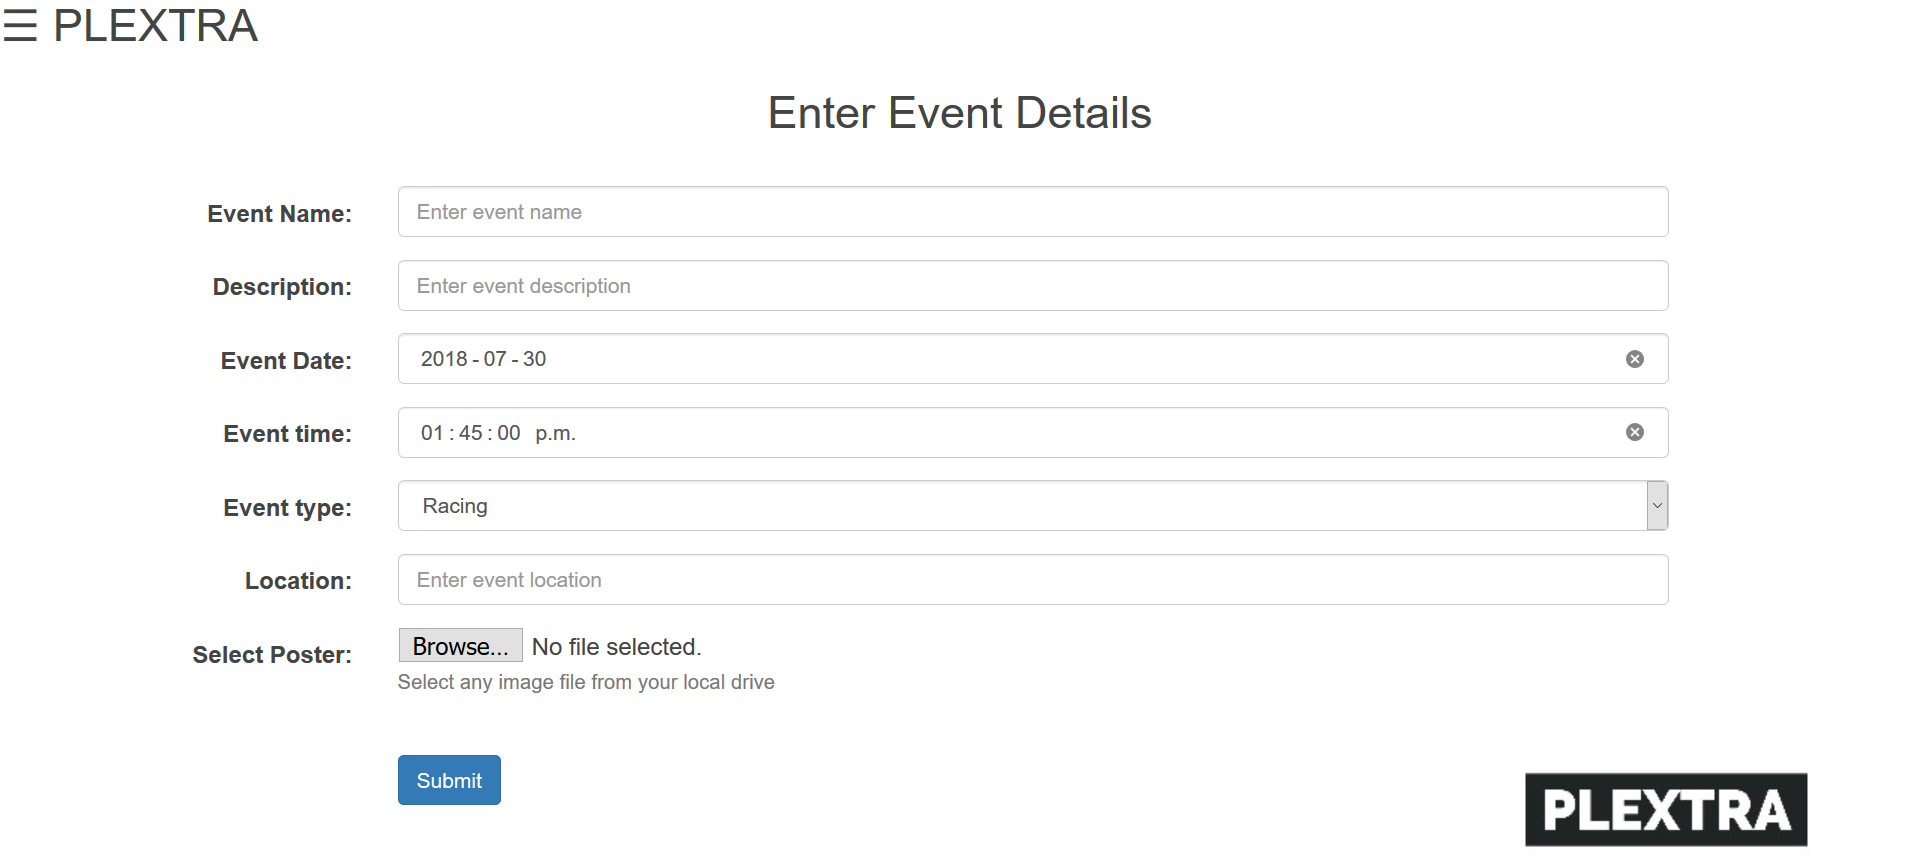 ☰ PLEXTRA
Enter Event Details
Event Name: Enter event name
Description: Enter event description
Event Date: 2018 - 07 - 30
Event time: 01 : 45 : 00 p.m.
Event type: Racing
Location: Enter event location
Select Poster: Browse... No file selected.
Select any image file from your local drive
Submit
PLEXTRA